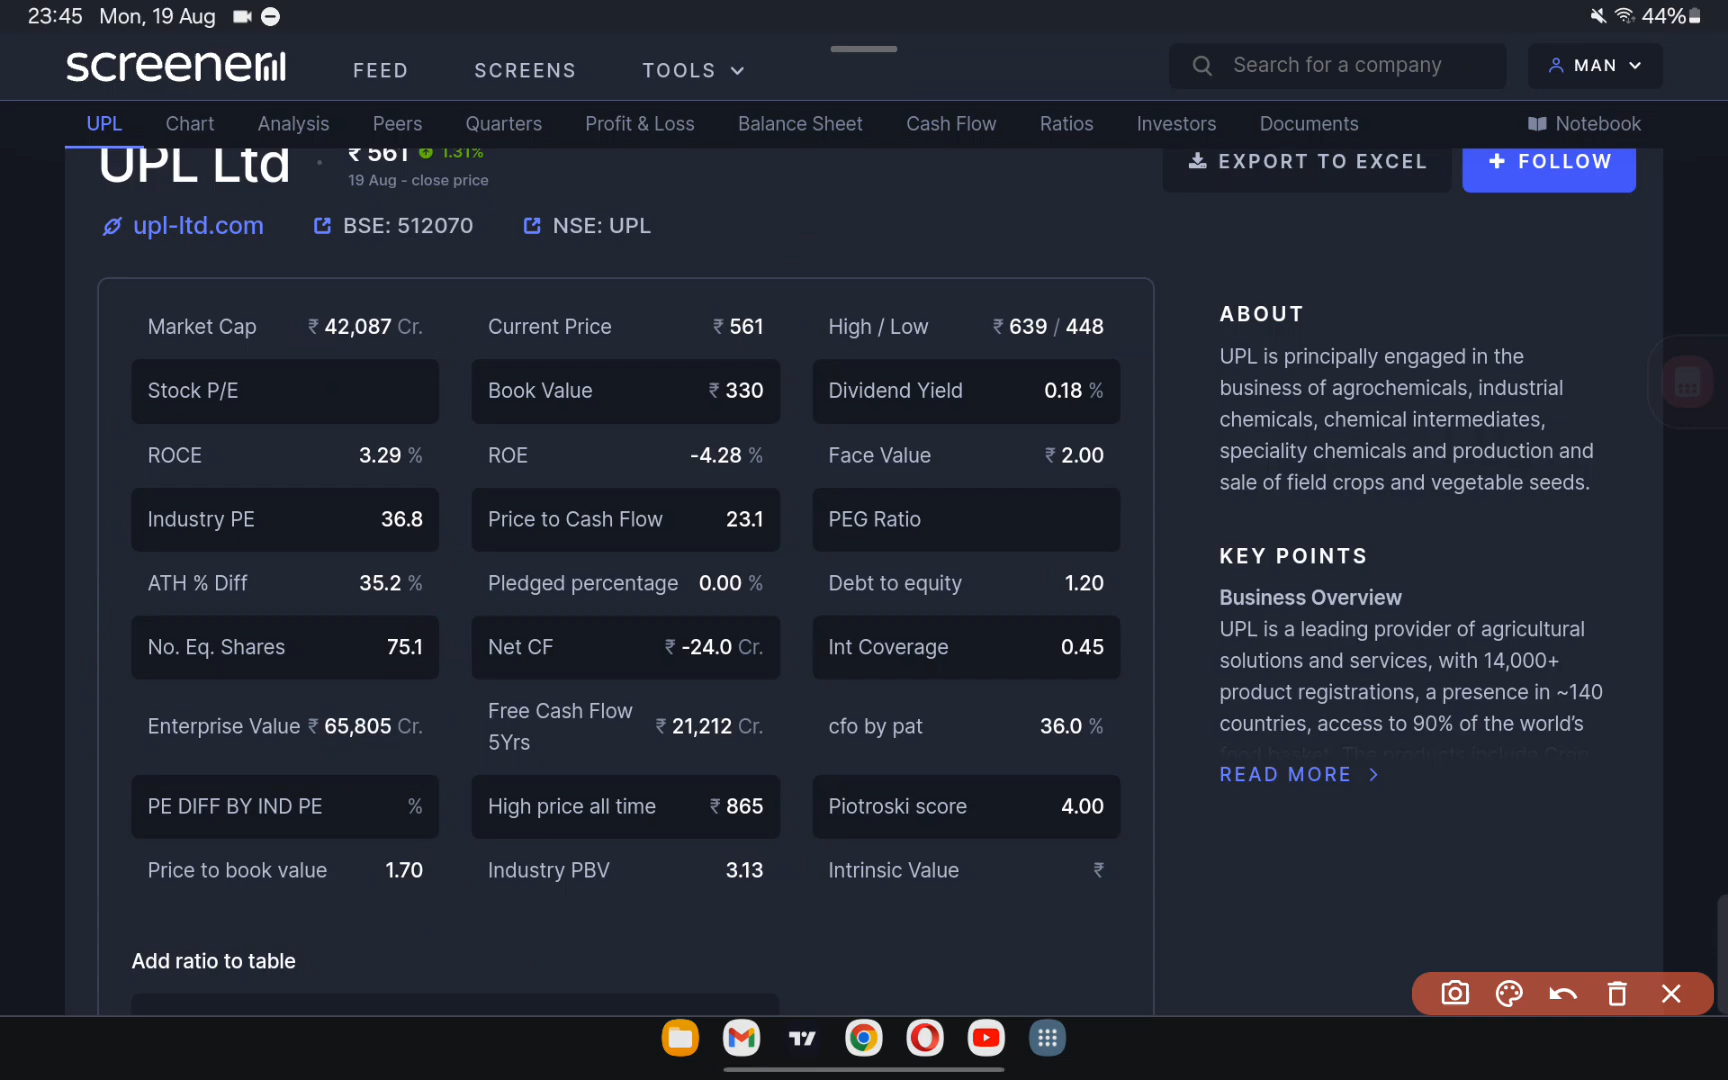 23:45 Mon, 19 Aug 44%
screener FEED SCREENS TOOLS Search for a company MAN
UPL Chart Analysis Peers Quarters Profit & Loss Balance Sheet Cash Flow Ratios Investors Documents Notebook
UPL Ltd ₹ 561 1.31% EXPORT TO EXCEL + FOLLOW
19 Aug - close price
upl-ltd.com BSE: 512070 NSE: UPL
Market Cap ₹ 42,087 Cr. Current Price ₹ 561 High / Low ₹ 639 / 448
Stock P/E Book Value ₹ 330 Dividend Yield 0.18 %
ROCE 3.29 % ROE -4.28 % Face Value ₹ 2.00
Industry PE 36.8 Price to Cash Flow 23.1 PEG Ratio
ATH % Diff 35.2 % Pledged percentage 0.00 % Debt to equity 1.20
No. Eq. Shares 75.1 Net CF ₹ -24.0 Cr. Int Coverage 0.45
Enterprise Value ₹ 65,805 Cr. Free Cash Flow 5Yrs ₹ 21,212 Cr. cfo by pat 36.0 %
PE DIFF BY IND PE % High price all time ₹ 865 Piotroski score 4.00
Price to book value 1.70 Industry PBV 3.13 Intrinsic Value ₹
Add ratio to table
ABOUT
UPL is principally engaged in the
business of agrochemicals, industrial
chemicals, chemical intermediates,
speciality chemicals and production and
sale of field crops and vegetable seeds.
KEY POINTS
Business Overview
UPL is a leading provider of agricultural
solutions and services, with 14,000+
product registrations, a presence in ~140
countries, access to 90% of the world's
food basket. The products include Crop
READ MORE